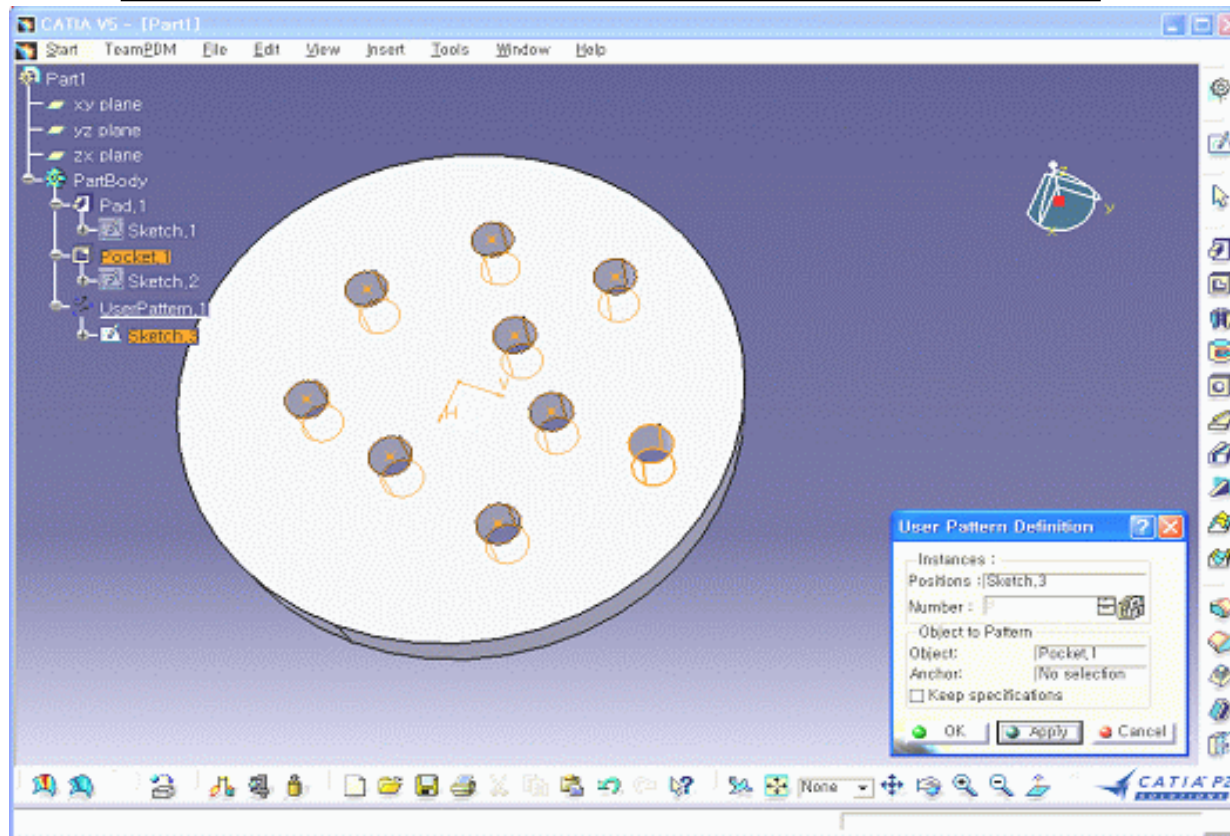 CATIA V5 - [Part1]
Start TeamPDM File Edit View Insert Tools Window Help
Part1
xy plane
yz plane
zx plane
PartBody
Pad.1
Sketch.1
Pocket.1
Sketch.2
UserPattern.1
Sketch.3
z
y
x
V
H
User Pattern Definition
Instances :
Positions : Sketch.3
Number :
Object to Pattern
Object: Pocket.1
Anchor: No selection
Keep specifications
OK Apply Cancel
None
CATIA
SOLUTIONS